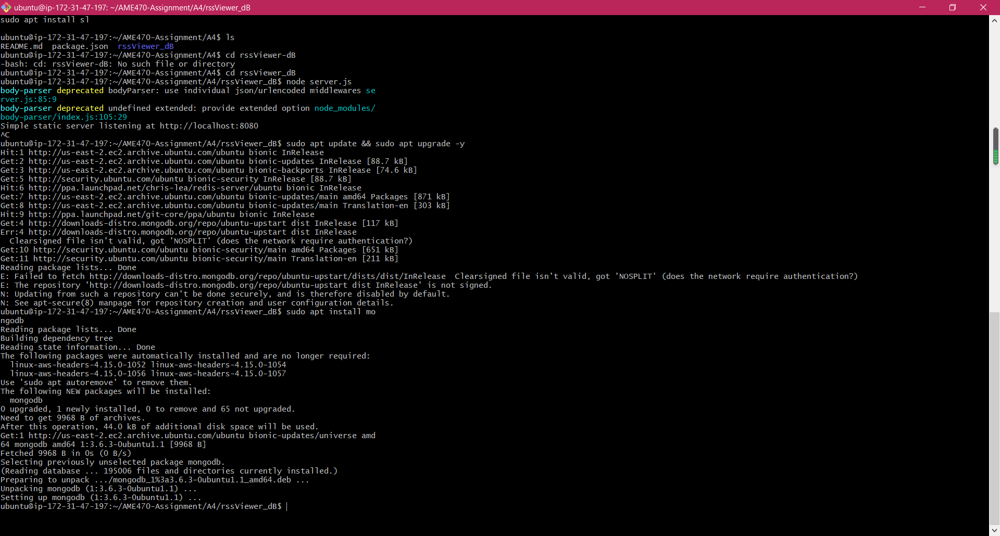 ubuntu@ip-172-31-47-197: ~/AME470-Assignment/A4/rssViewer_dB
sudo apt install sl
ubuntu@ip-172-31-47-197:~/AME470-Assignment/A4$ ls
README.md  package.json  rssViewer_dB
ubuntu@ip-172-31-47-197:~/AME470-Assignment/A4$ cd rssViewer-dB
-bash: cd: rssViewer-dB: No such file or directory
ubuntu@ip-172-31-47-197:~/AME470-Assignment/A4$ cd rssViewer_dB
ubuntu@ip-172-31-47-197:~/AME470-Assignment/A4/rssViewer_dB$ node server.js
body-parser deprecated bodyParser: use individual json/urlencoded middlewares se
rver.js:85:9
body-parser deprecated undefined extended: provide extended option node_modules/
body-parser/index.js:105:29
Simple static server listening at http://localhost:8080
^C
ubuntu@ip-172-31-47-197:~/AME470-Assignment/A4/rssViewer_dB$ sudo apt update && sudo apt upgrade -y
Hit:1 http://us-east-2.ec2.archive.ubuntu.com/ubuntu bionic InRelease
Get:2 http://us-east-2.ec2.archive.ubuntu.com/ubuntu bionic-updates InRelease [88.7 kB]
Get:3 http://us-east-2.ec2.archive.ubuntu.com/ubuntu bionic-backports InRelease [74.6 kB]
Get:5 http://security.ubuntu.com/ubuntu bionic-security InRelease [88.7 kB]
Hit:6 http://ppa.launchpad.net/chris-lea/redis-server/ubuntu bionic InRelease
Get:7 http://us-east-2.ec2.archive.ubuntu.com/ubuntu bionic-updates/main amd64 Packages [871 kB]
Get:8 http://us-east-2.ec2.archive.ubuntu.com/ubuntu bionic-updates/main Translation-en [303 kB]
Hit:9 http://ppa.launchpad.net/git-core/ppa/ubuntu bionic InRelease
Get:4 http://downloads-distro.mongodb.org/repo/ubuntu-upstart dist InRelease [117 kB]
Err:4 http://downloads-distro.mongodb.org/repo/ubuntu-upstart dist InRelease
  Clearsigned file isn't valid, got 'NOSPLIT' (does the network require authentication?)
Get:10 http://security.ubuntu.com/ubuntu bionic-security/main amd64 Packages [651 kB]
Get:11 http://security.ubuntu.com/ubuntu bionic-security/main Translation-en [211 kB]
Reading package lists... Done
E: Failed to fetch http://downloads-distro.mongodb.org/repo/ubuntu-upstart/dists/dist/InRelease  Clearsigned file isn't valid, got 'NOSPLIT' (does the network require authentication?)
E: The repository 'http://downloads-distro.mongodb.org/repo/ubuntu-upstart dist InRelease' is not signed.
N: Updating from such a repository can't be done securely, and is therefore disabled by default.
N: See apt-secure(8) manpage for repository creation and user configuration details.
ubuntu@ip-172-31-47-197:~/AME470-Assignment/A4/rssViewer_dB$ sudo apt install mo
ngodb
Reading package lists... Done
Building dependency tree
Reading state information... Done
The following packages were automatically installed and are no longer required:
  linux-aws-headers-4.15.0-1052 linux-aws-headers-4.15.0-1054
  linux-aws-headers-4.15.0-1056 linux-aws-headers-4.15.0-1057
Use 'sudo apt autoremove' to remove them.
The following NEW packages will be installed:
  mongodb
0 upgraded, 1 newly installed, 0 to remove and 65 not upgraded.
Need to get 9968 B of archives.
After this operation, 44.0 kB of additional disk space will be used.
Get:1 http://us-east-2.ec2.archive.ubuntu.com/ubuntu bionic-updates/universe amd
64 mongodb amd64 1:3.6.3-0ubuntu1.1 [9968 B]
Fetched 9968 B in 0s (0 B/s)
Selecting previously unselected package mongodb.
(Reading database ... 195006 files and directories currently installed.)
Preparing to unpack .../mongodb_1%3a3.6.3-0ubuntu1.1_amd64.deb ...
Unpacking mongodb (1:3.6.3-0ubuntu1.1) ...
Setting up mongodb (1:3.6.3-0ubuntu1.1) ...
ubuntu@ip-172-31-47-197:~/AME470-Assignment/A4/rssViewer_dB$